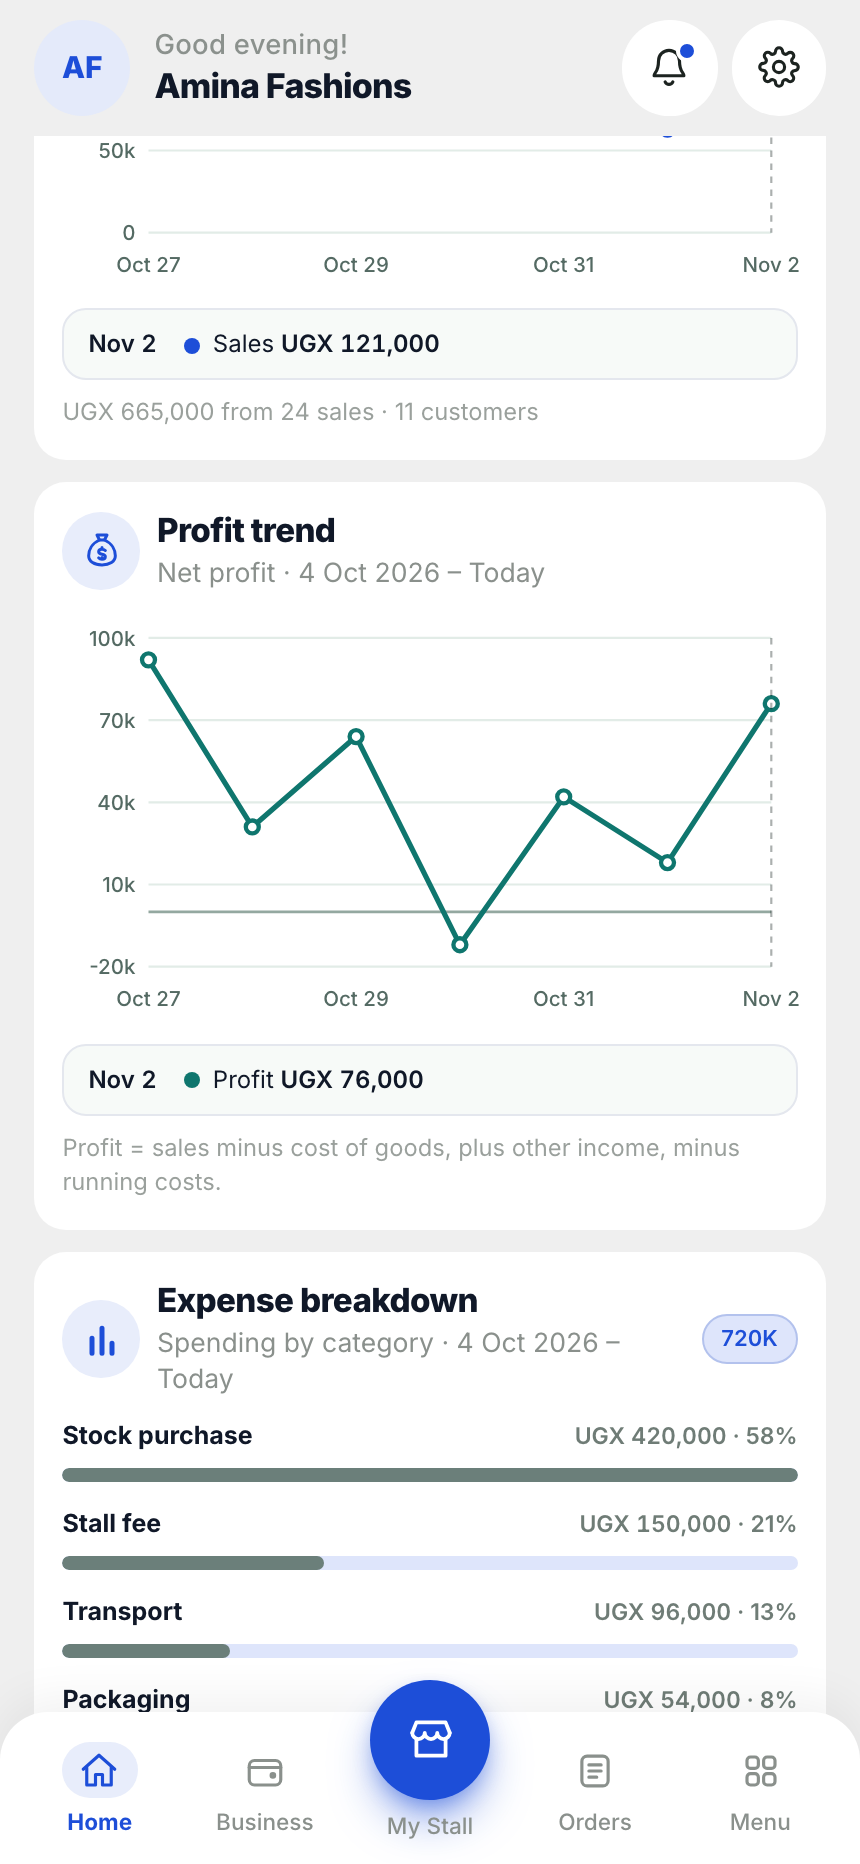 AF
Good evening!
Amina Fashions
50k
0
Oct 27 Oct 29 Oct 31 Nov 2
Nov 2 Sales UGX 121,000
UGX 665,000 from 24 sales · 11 customers
Profit trend
Net profit · 4 Oct 2026 – Today
100k
70k
40k
10k
-20k
Oct 27 Oct 29 Oct 31 Nov 2
Nov 2 Profit UGX 76,000
Profit = sales minus cost of goods, plus other income, minus
running costs.
Expense breakdown
Spending by category · 4 Oct 2026 –
Today
720K
Stock purchase UGX 420,000 · 58%
Stall fee UGX 150,000 · 21%
Transport UGX 96,000 · 13%
Packaging UGX 54,000 · 8%
Home Business My Stall Orders Menu